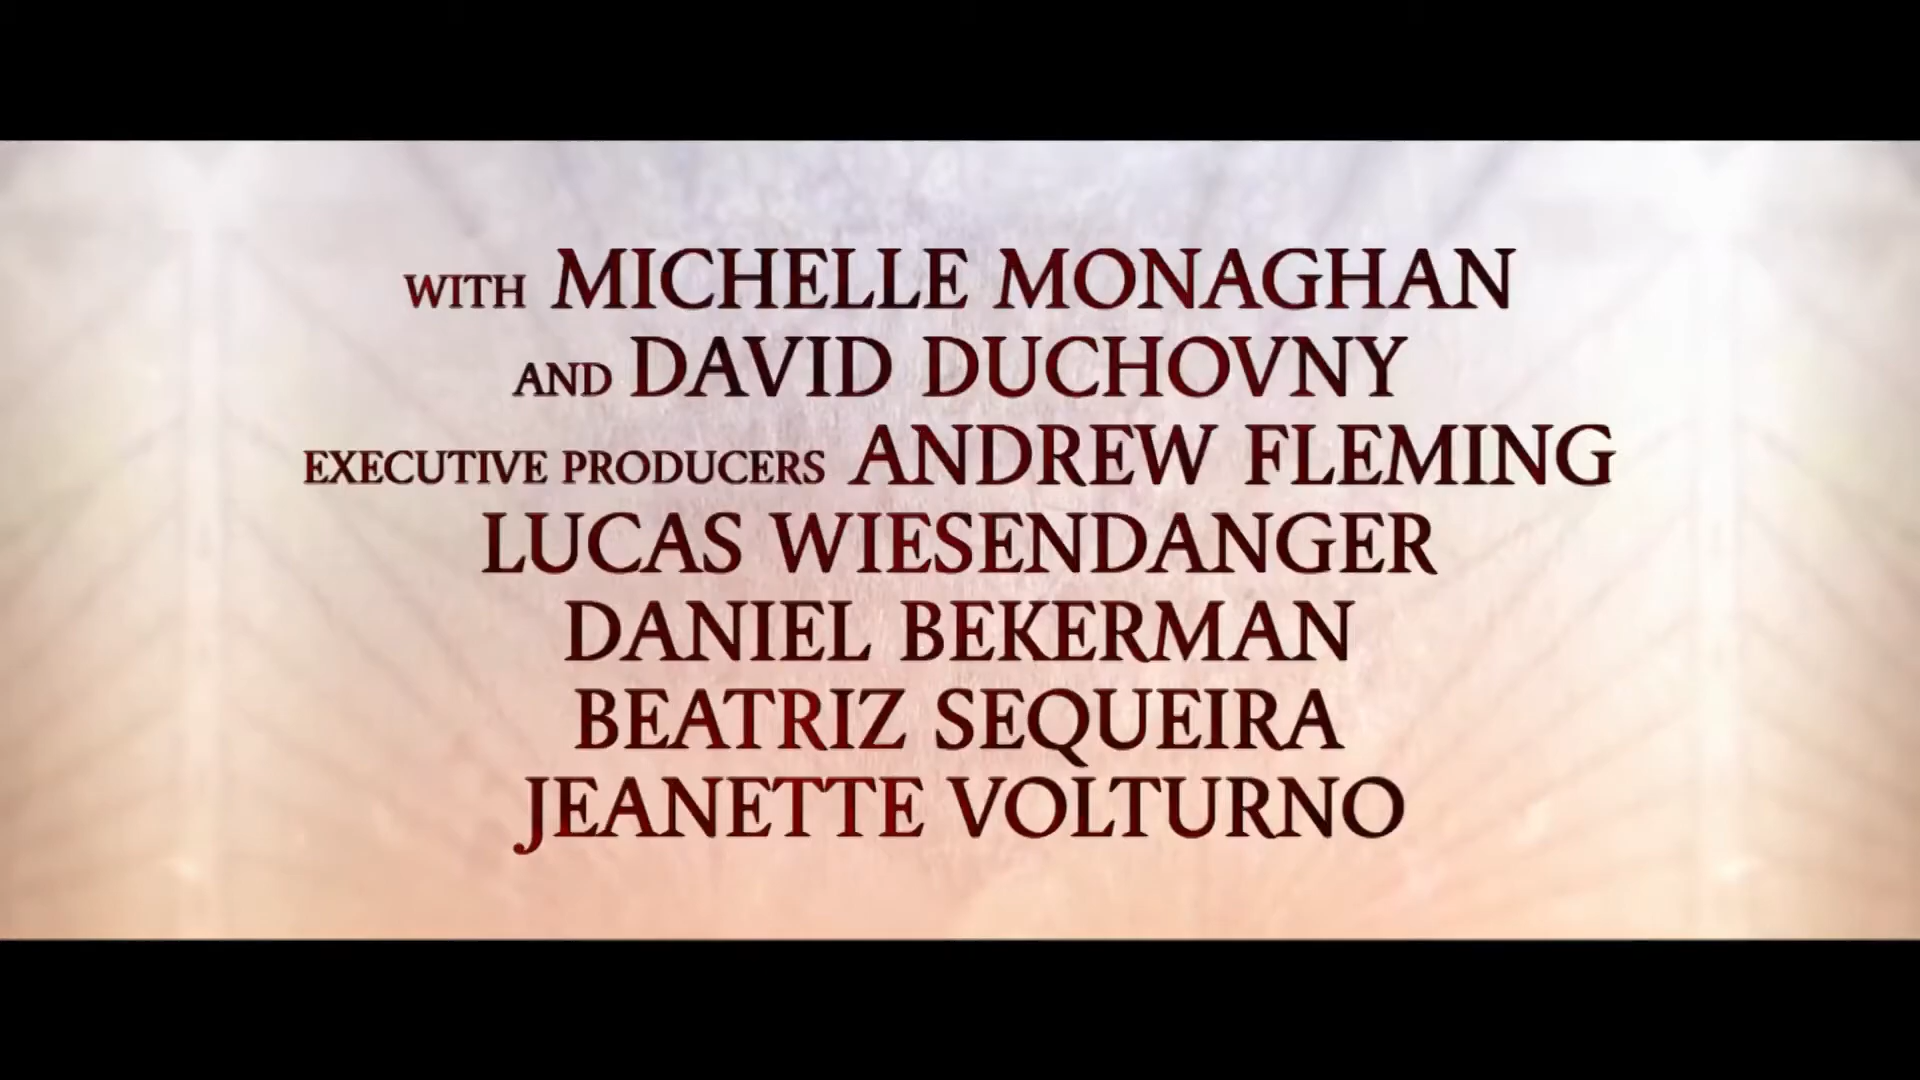 WITH MICHELLE MONAGHAN
AND DAVID DUCHOVNY
EXECUTIVE PRODUCERS ANDREW FLEMING
LUCAS WIESENDANGER
DANIEL BEKERMAN
BEATRIZ SEQUEIRA
JEANETTE VOLTURNO